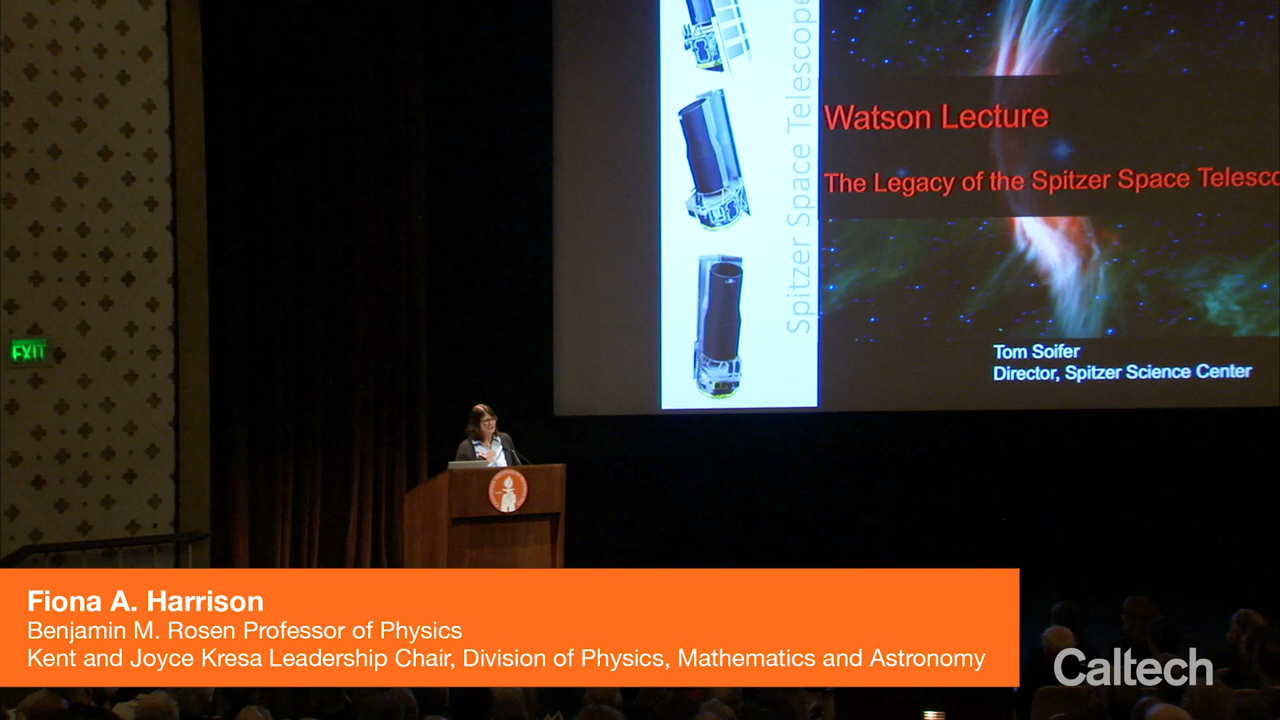 Spitzer Space Telescope
Watson Lecture
The Legacy of the Spitzer Space Telesco
Tom Soifer
Director, Spitzer Science Center
EXIT
Fiona A. Harrison
Benjamin M. Rosen Professor of Physics
Kent and Joyce Kresa Leadership Chair, Division of Physics, Mathematics and Astronomy
Caltech